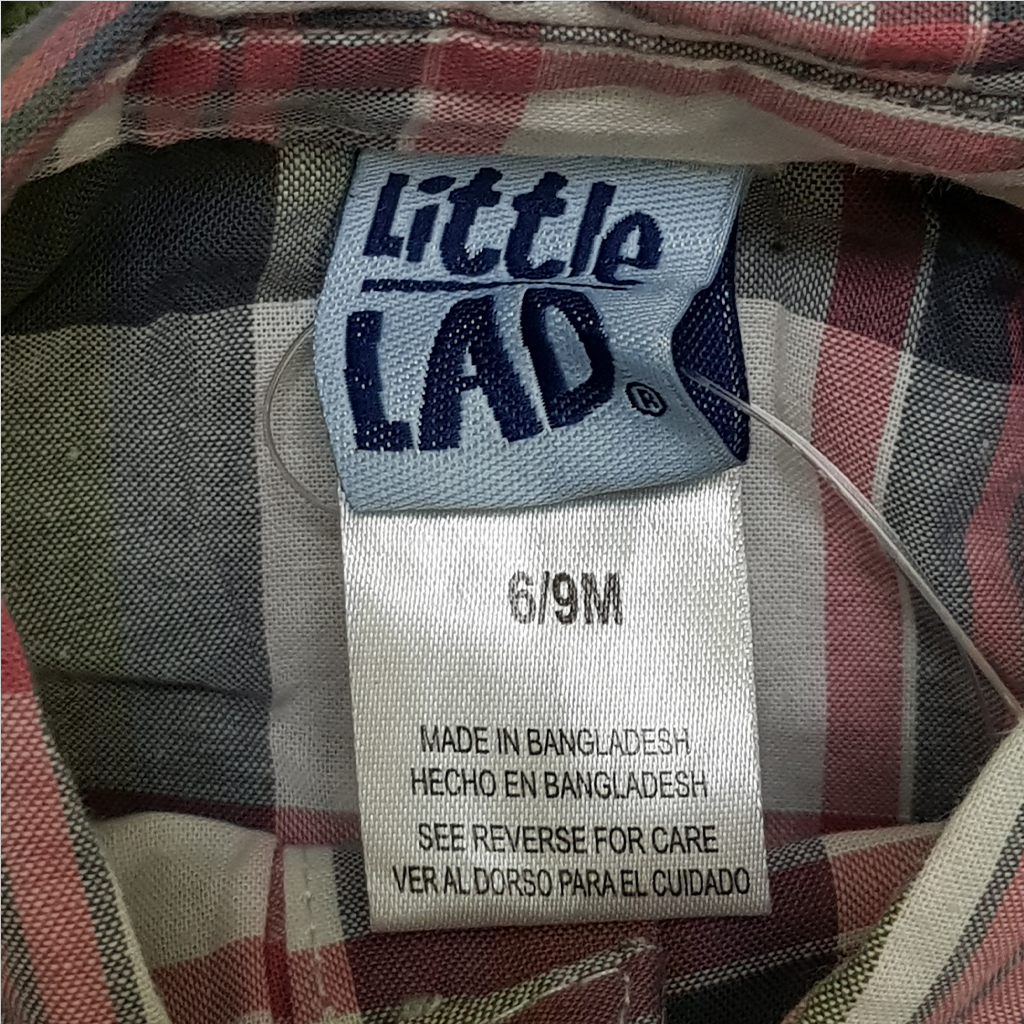 Little
LAD®
6/9M
MADE IN BANGLADESH
HECHO EN BANGLADESH
SEE REVERSE FOR CARE
VER AL DORSO PARA EL CUIDADO